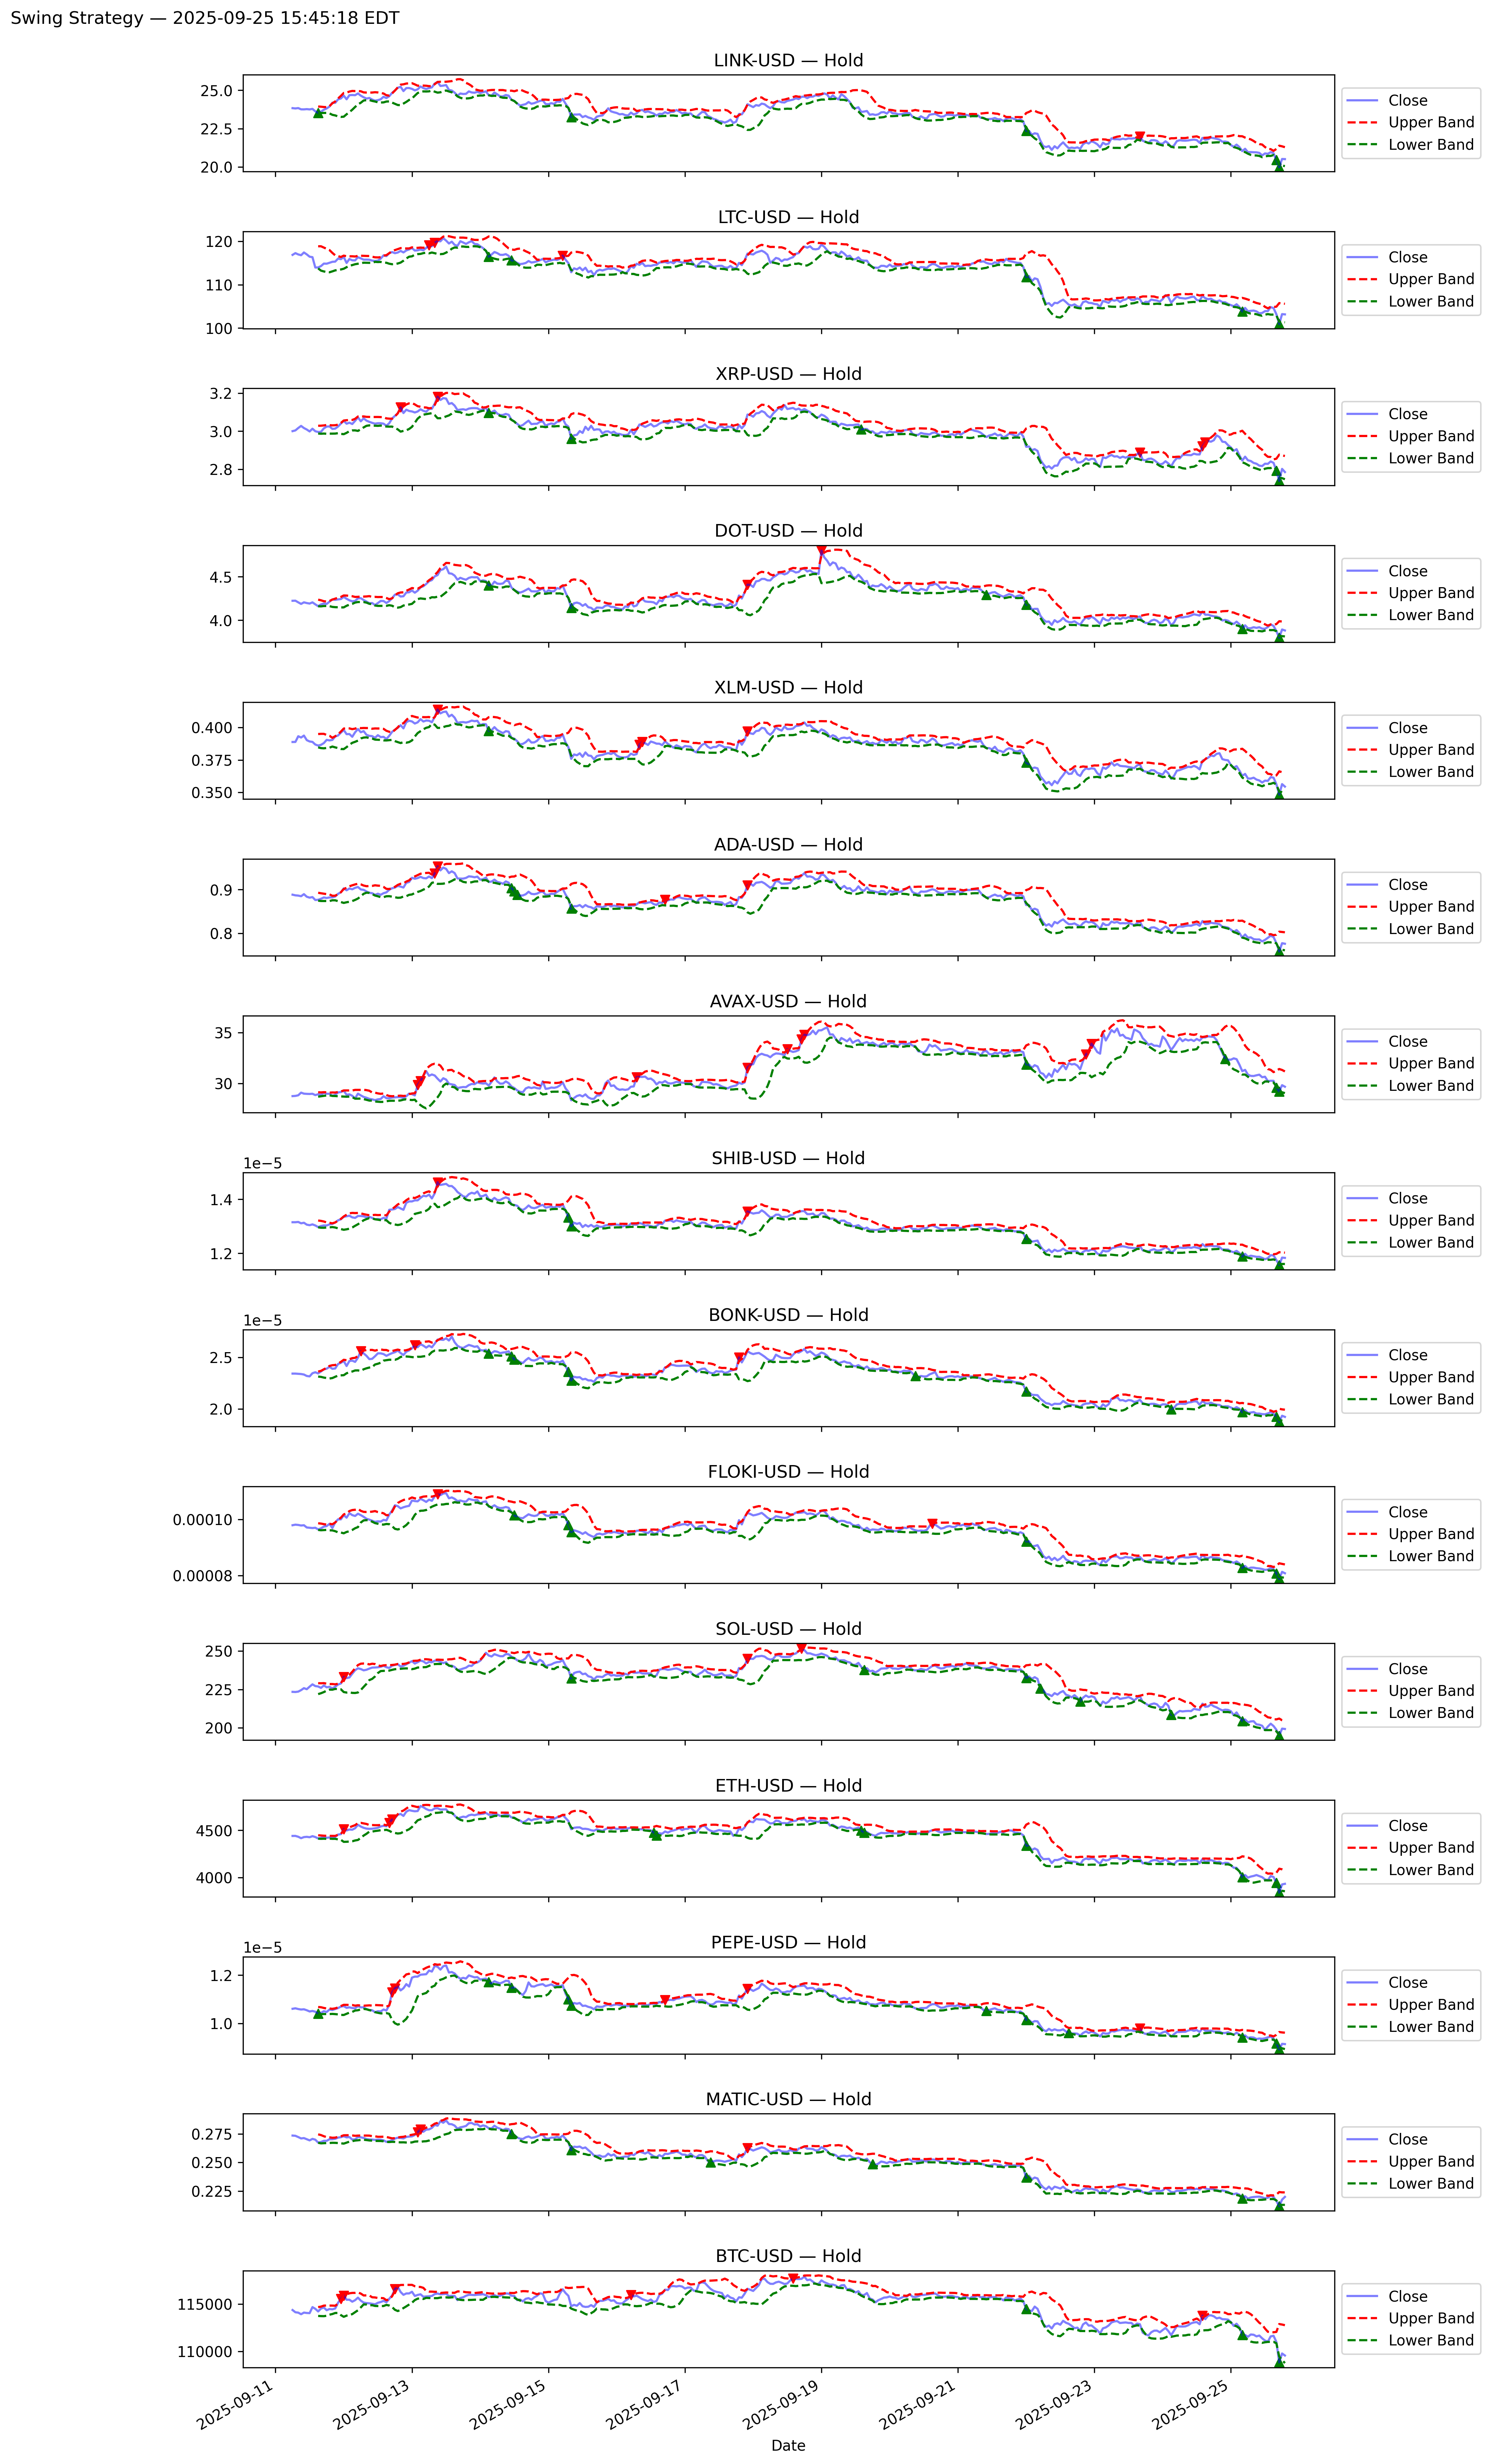 Swing Strategy — 2025-09-25 15:45:18 EDT
LINK-USD — Hold
25.0
22.5
20.0
Close
Upper Band
Lower Band
LTC-USD — Hold
120
110
100
Close
Upper Band
Lower Band
XRP-USD — Hold
3.2
3.0
2.8
Close
Upper Band
Lower Band
DOT-USD — Hold
4.5
4.0
Close
Upper Band
Lower Band
XLM-USD — Hold
0.400
0.375
0.350
Close
Upper Band
Lower Band
ADA-USD — Hold
0.9
0.8
Close
Upper Band
Lower Band
AVAX-USD — Hold
35
30
Close
Upper Band
Lower Band
SHIB-USD — Hold
1e−5
1.4
1.2
Close
Upper Band
Lower Band
BONK-USD — Hold
1e−5
2.5
2.0
Close
Upper Band
Lower Band
FLOKI-USD — Hold
0.00010
0.00008
Close
Upper Band
Lower Band
SOL-USD — Hold
250
225
200
Close
Upper Band
Lower Band
ETH-USD — Hold
4500
4000
Close
Upper Band
Lower Band
PEPE-USD — Hold
1e−5
1.2
1.0
Close
Upper Band
Lower Band
MATIC-USD — Hold
0.275
0.250
0.225
Close
Upper Band
Lower Band
BTC-USD — Hold
115000
110000
Close
Upper Band
Lower Band
2025-09-11
2025-09-13
2025-09-15
2025-09-17
2025-09-19
2025-09-21
2025-09-23
2025-09-25
Date